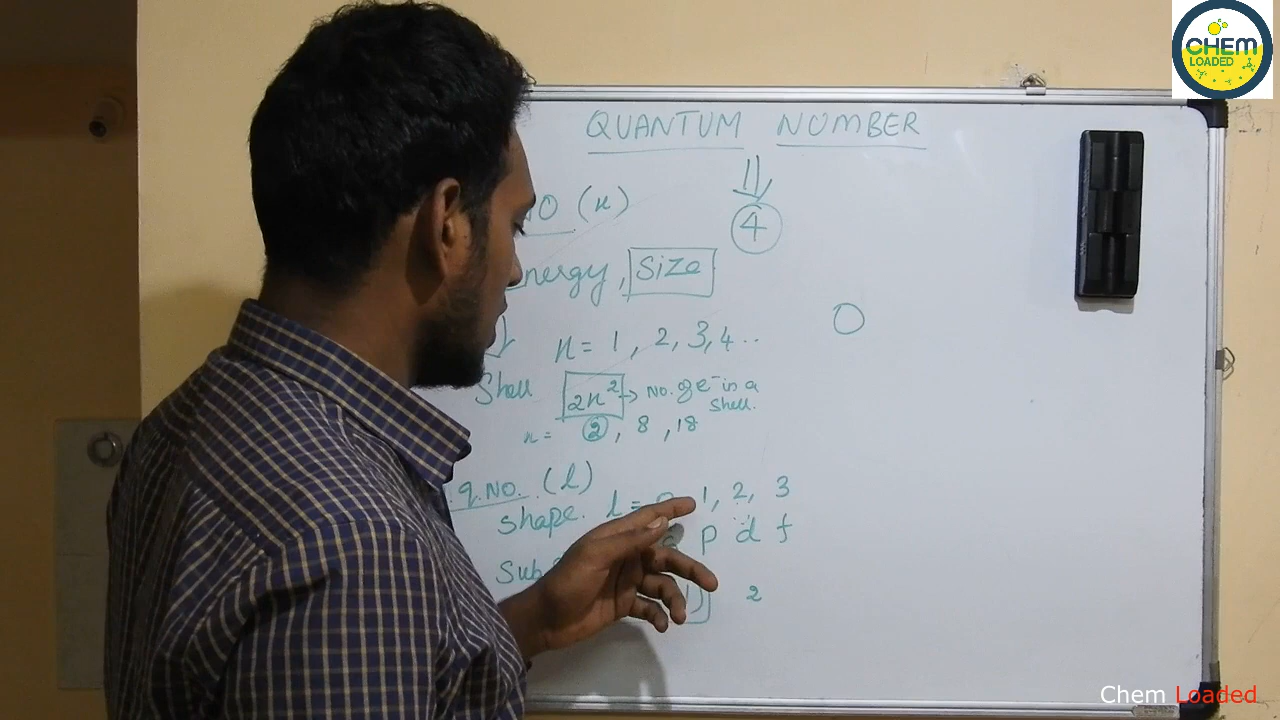 CHEM
LOADED
QUANTUM NUMBER
④
NO (n)
nergy, Size
n = 1, 2, 3, 4 ..
Shell 2n² → No. of e⁻ in a
Shell.
n = ②, 8, 18
q. NO. (l)
Shape. l = 1, 2, 3
p d f
2
Chem Loaded